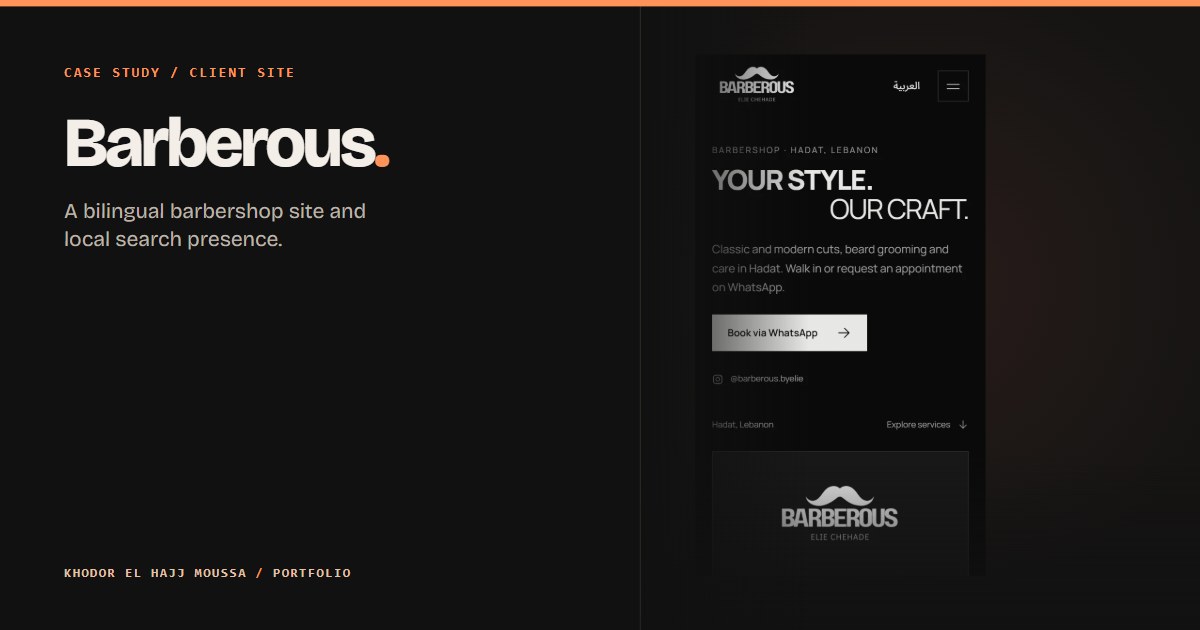 CASE STUDY / CLIENT SITE
Barberous.
A bilingual barbershop site and
local search presence.
KHODOR EL HAJJ MOUSSA / PORTFOLIO
BARBEROUS
ELIE CHEHADE
العربية
BARBERSHOP · HADAT, LEBANON
YOUR STYLE.
OUR CRAFT.
Classic and modern cuts, beard grooming and
care in Hadat. Walk in or request an appointment
on WhatsApp.
Book via WhatsApp
@barberous.byelie
Hadat, Lebanon
Explore services
BARBEROUS
ELIE CHEHADE